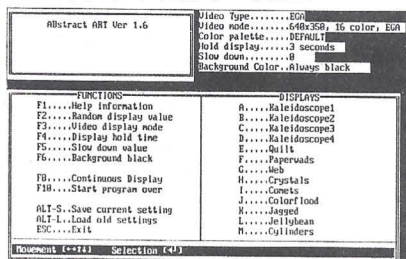 ABstract ART Ver 1.6
Video Type........EGA
Video mode........640x350, 16 color, EGA
Color palette.....DEFAULT
Hold display......3 seconds
Slow down.........0
Background Color..Always black
FUNCTIONS
F1.....Help information
F2.....Random display value
F3.....Video display mode
F4.....Display hold time
F5.....Slow down value
F6.....Background black
F8.....Continuous Display
F10....Start program over
ALT-S..Save current setting
ALT-L..Load old settings
ESC....Exit
DISPLAYS
A.....Kaleidoscope1
B.....Kaleidoscope2
C.....Kaleidoscope3
D.....Kaleidoscope4
E.....Quilt
F.....Paperwads
G.....Web
H.....Crystals
I.....Comets
J.....Colorflood
K.....Jagged
L.....Jellybean
M.....Cylinders
Movement [←→↑↓] Selection [↵]